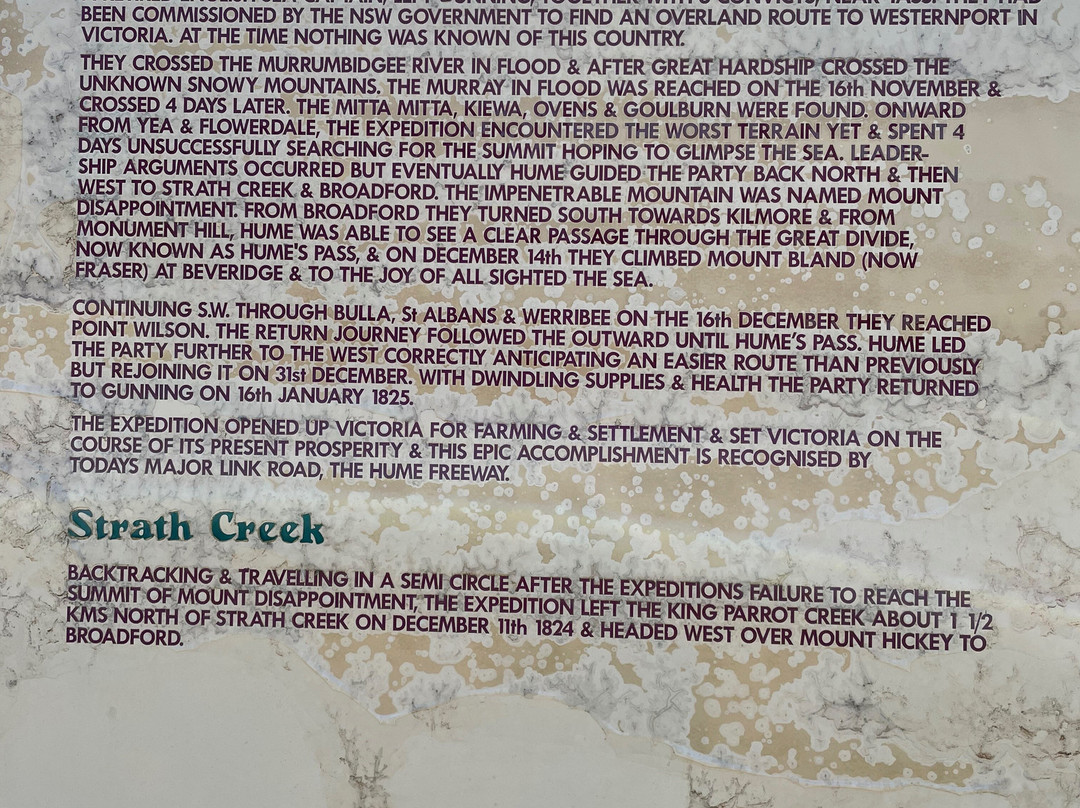 ENGLISH SEA CAPTAIN, LEFT GUNNING, TOGETHER WITH 6 CONVICTS, NEAR YASS. THEY HAD
BEEN COMMISSIONED BY THE NSW GOVERNMENT TO FIND AN OVERLAND ROUTE TO WESTERNPORT IN
VICTORIA. AT THE TIME NOTHING WAS KNOWN OF THIS COUNTRY.
THEY CROSSED THE MURRUMBIDGEE RIVER IN FLOOD & AFTER GREAT HARDSHIP CROSSED THE
UNKNOWN SNOWY MOUNTAINS. THE MURRAY IN FLOOD WAS REACHED ON THE 16th NOVEMBER &
CROSSED 4 DAYS LATER. THE MITTA MITTA, KIEWA, OVENS & GOULBURN WERE FOUND. ONWARD
FROM YEA & FLOWERDALE, THE EXPEDITION ENCOUNTERED THE WORST TERRAIN YET & SPENT 4
DAYS UNSUCCESSFULLY SEARCHING FOR THE SUMMIT HOPING TO GLIMPSE THE SEA. LEADER-
SHIP ARGUMENTS OCCURRED BUT EVENTUALLY HUME GUIDED THE PARTY BACK NORTH & THEN
WEST TO STRATH CREEK & BROADFORD. THE IMPENETRABLE MOUNTAIN WAS NAMED MOUNT
DISAPPOINTMENT. FROM BROADFORD THEY TURNED SOUTH TOWARDS KILMORE & FROM
MONUMENT HILL, HUME WAS ABLE TO SEE A CLEAR PASSAGE THROUGH THE GREAT DIVIDE,
NOW KNOWN AS HUME'S PASS, & ON DECEMBER 14th THEY CLIMBED MOUNT BLAND (NOW
FRASER) AT BEVERIDGE & TO THE JOY OF ALL SIGHTED THE SEA.
CONTINUING S.W. THROUGH BULLA, St ALBANS & WERRIBEE ON THE 16th DECEMBER THEY REACHED
POINT WILSON. THE RETURN JOURNEY FOLLOWED THE OUTWARD UNTIL HUME'S PASS. HUME LED
THE PARTY FURTHER TO THE WEST CORRECTLY ANTICIPATING AN EASIER ROUTE THAN PREVIOUSLY
BUT REJOINING IT ON 31st DECEMBER. WITH DWINDLING SUPPLIES & HEALTH THE PARTY RETURNED
TO GUNNING ON 16th JANUARY 1825.
THE EXPEDITION OPENED UP VICTORIA FOR FARMING & SETTLEMENT & SET VICTORIA ON THE
COURSE OF ITS PRESENT PROSPERITY & THIS EPIC ACCOMPLISHMENT IS RECOGNISED BY
TODAYS MAJOR LINK ROAD, THE HUME FREEWAY.
Strath Creek
BACKTRACKING & TRAVELLING IN A SEMI CIRCLE AFTER THE EXPEDITIONS FAILURE TO REACH THE
SUMMIT OF MOUNT DISAPPOINTMENT, THE EXPEDITION LEFT THE KING PARROT CREEK ABOUT 1 1/2
KMS NORTH OF STRATH CREEK ON DECEMBER 11th 1824 & HEADED WEST OVER MOUNT HICKEY TO
BROADFORD.